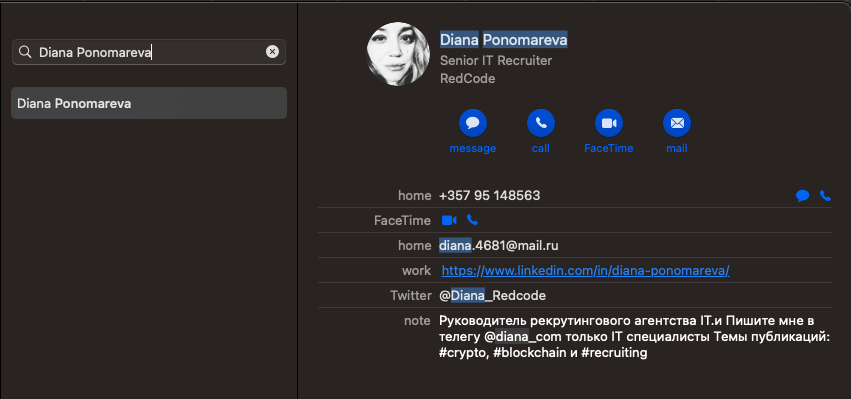 Diana Ponomareva
Diana Ponomareva
Diana Ponomareva
Senior IT Recruiter
RedCode
message call FaceTime mail
home +357 95 148563
FaceTime
home diana.4681@mail.ru
work https://www.linkedin.com/in/diana-ponomareva/
Twitter @Diana_Redcode
note Руководитель рекрутингового агентства IT.и Пишите мне в
телегу @diana_com только IT специалисты Темы публикаций:
#crypto, #blockchain и #recruiting